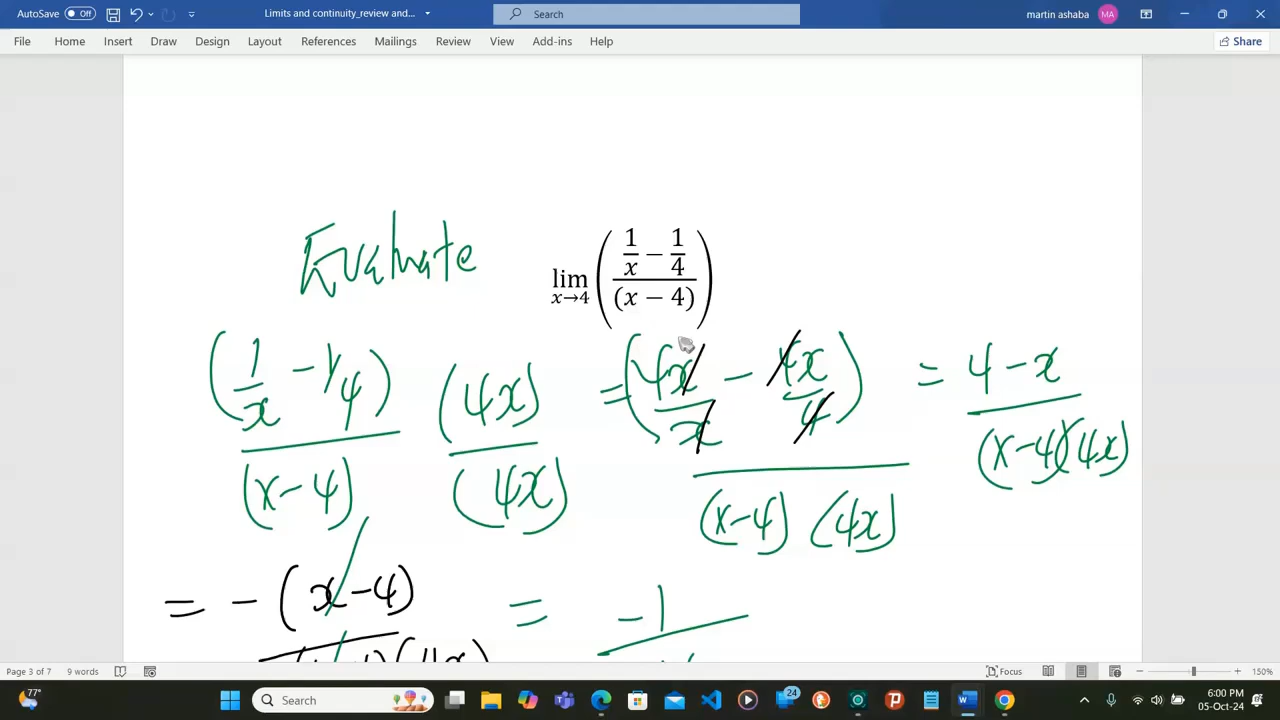 AutoSave Off Limits and continuity_review and... Search martin ashaba MA
File Home Insert Draw Design Layout References Mailings Review View Add-ins Help Share
Evaluate lim x→4 ( (1/x − 1/4) / (x − 4) )
(1/x − 1/4) / (x−4) (4x) / (4x) = (4x/x − 4x/4) / (x−4) (4x) = 4−x / (x−4)(4x)
= −(x−4) = −1
Page 3 of 7 9 words Focus 150%
77° Search 24 6:00 PM
05-Oct-24